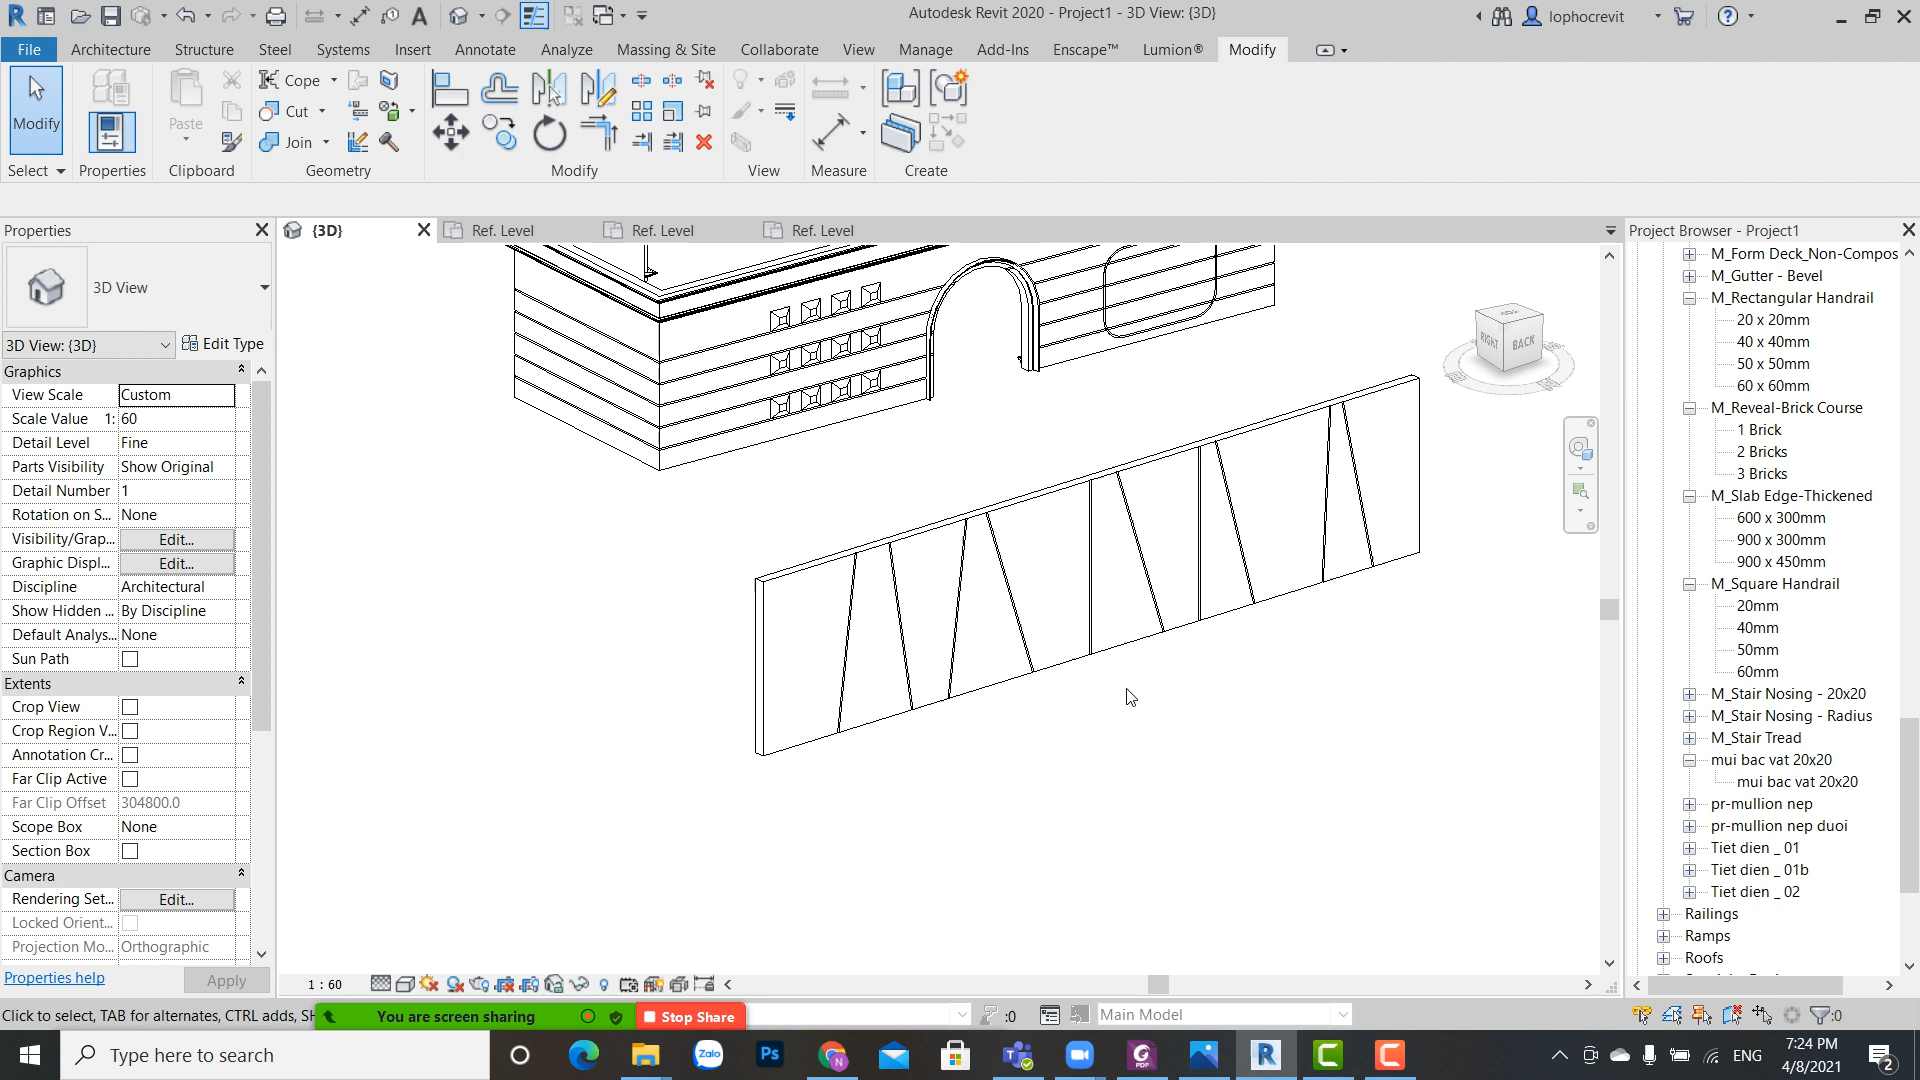 Autodesk Revit 2020 - Project1 - 3D View: {3D}
lophocrevit
File Architecture Structure Steel Systems Insert Annotate Analyze Massing & Site Collaborate View Manage Add-Ins Enscape™ Lumion® Modify
Modify
Paste
Cope
Cut
Join
Select Properties Clipboard Geometry Modify View Measure Create
Properties
{3D}
Ref. Level
Ref. Level
Ref. Level
Project Browser - Project1
3D View
3D View: {3D}
Edit Type
Graphics
View Scale Custom
Scale Value 1: 60
Detail Level Fine
Parts Visibility Show Original
Detail Number 1
Rotation on S... None
Visibility/Grap... Edit...
Graphic Displ... Edit...
Discipline Architectural
Show Hidden ... By Discipline
Default Analys... None
Sun Path
Extents
Crop View
Crop Region V...
Annotation Cr...
Far Clip Active
Far Clip Offset 304800.0
Scope Box None
Section Box
Camera
Rendering Set... Edit...
Locked Orient...
Projection Mo... Orthographic
Properties help
Apply
RIGHT
BACK
M_Form Deck_Non-Compos
M_Gutter - Bevel
M_Rectangular Handrail
20 x 20mm
40 x 40mm
50 x 50mm
60 x 60mm
M_Reveal-Brick Course
1 Brick
2 Bricks
3 Bricks
M_Slab Edge-Thickened
600 x 300mm
900 x 300mm
900 x 450mm
M_Square Handrail
20mm
40mm
50mm
60mm
M_Stair Nosing - 20x20
M_Stair Nosing - Radius
M_Stair Tread
mui bac vat 20x20
mui bac vat 20x20
pr-mullion nep
pr-mullion nep duoi
Tiet dien _ 01
Tiet dien _ 01b
Tiet dien _ 02
Railings
Ramps
Roofs
1 : 60
Click to select, TAB for alternates, CTRL adds, SH
You are screen sharing
Stop Share
:0
Main Model
:0
Type here to search
Zalo
Ps
N
PDF
R
C
C
ENG
7:24 PM
4/8/2021
2